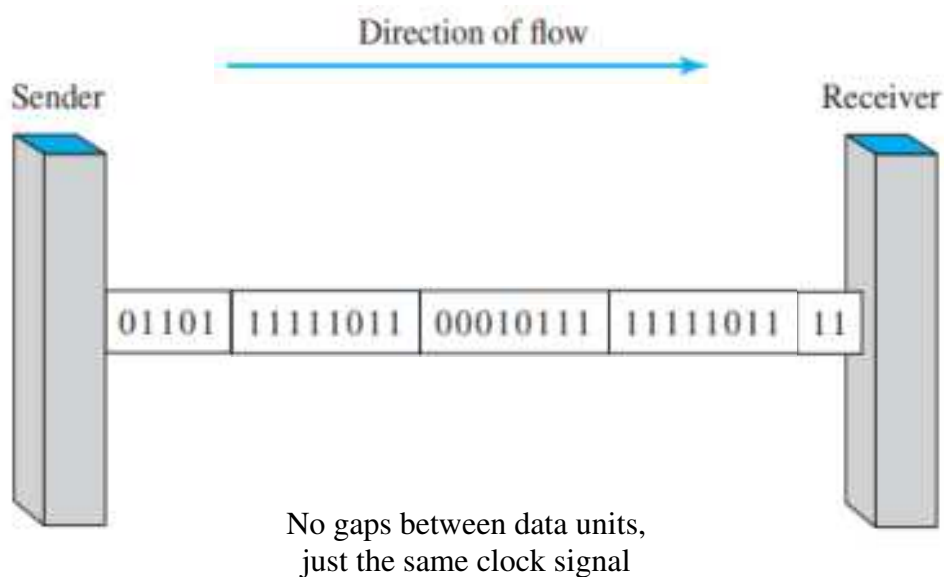 Direction of flow
Sender
Receiver
01101 11111011 00010111 11111011 11
No gaps between data units,
just the same clock signal